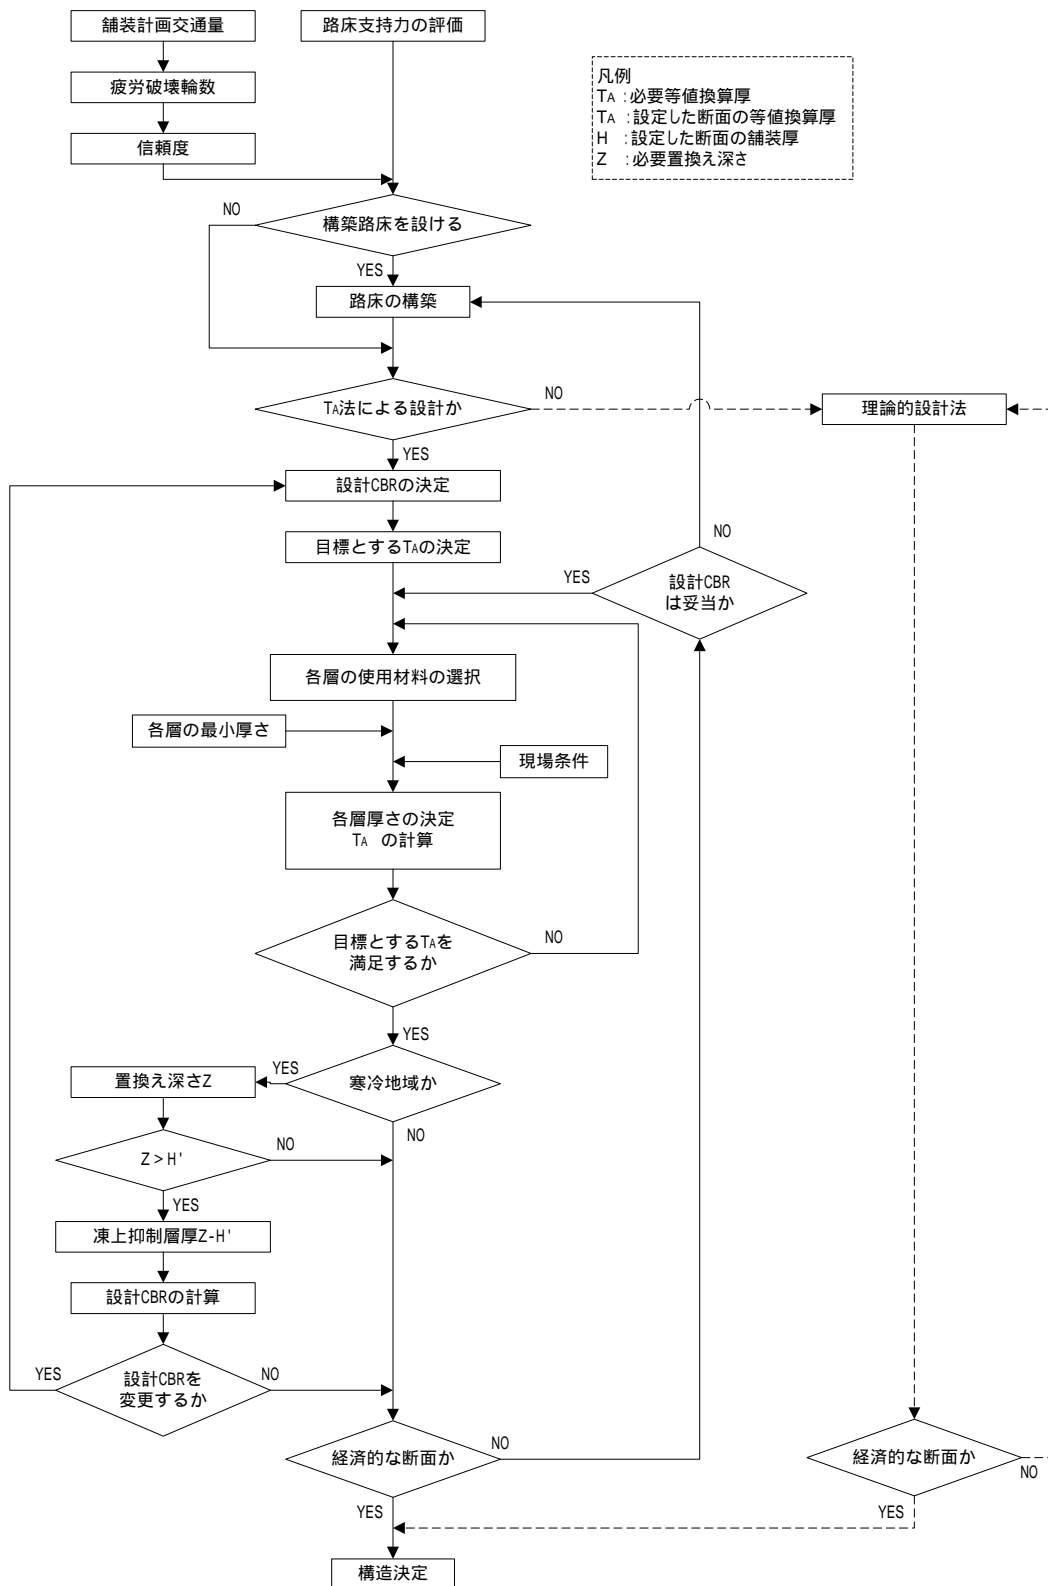 舗装計画交通量
路床支持力の評価
疲労破壊輪数
信頼度
凡例
TA :必要等値換算厚
TA :設定した断面の等値換算厚
H :設定した断面の舗装厚
Z :必要置換え深さ
構築路床を設ける
NO
YES
路床の構築
TA法による設計か
NO
YES
理論的設計法
設計CBRの決定
目標とするTAの決定
設計CBR
は妥当か
NO
YES
各層の使用材料の選択
各層の最小厚さ
現場条件
各層厚さの決定
TA の計算
目標とするTAを
満足するか
NO
YES
寒冷地域か
YES
NO
置換え深さZ
Z>H'
NO
YES
凍上抑制層厚Z-H'
設計CBRの計算
設計CBRを
変更するか
YES
NO
経済的な断面か
NO
YES
経済的な断面か
NO
YES
構造決定